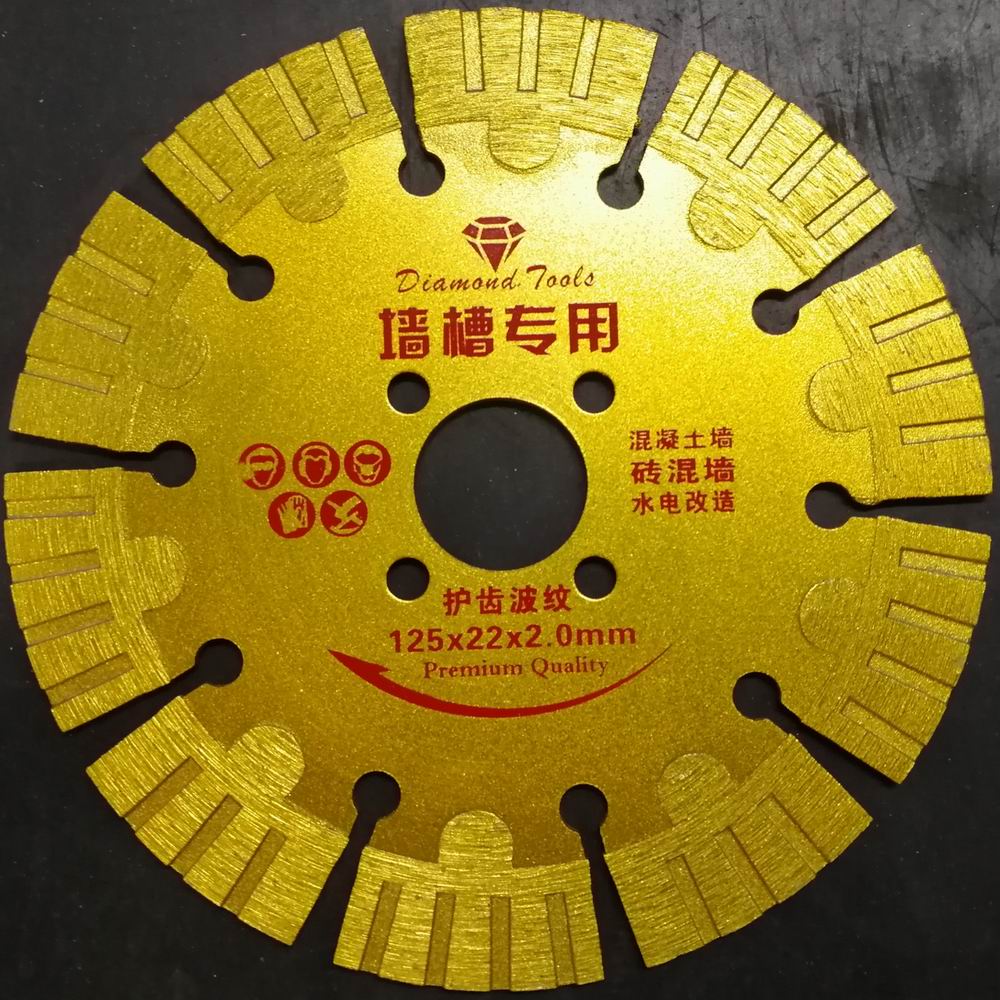 Diamond Tools
墙槽专用
混凝土墙
砖混墙
水电改造
护齿波纹
125x22x2.0mm
Premium Quality